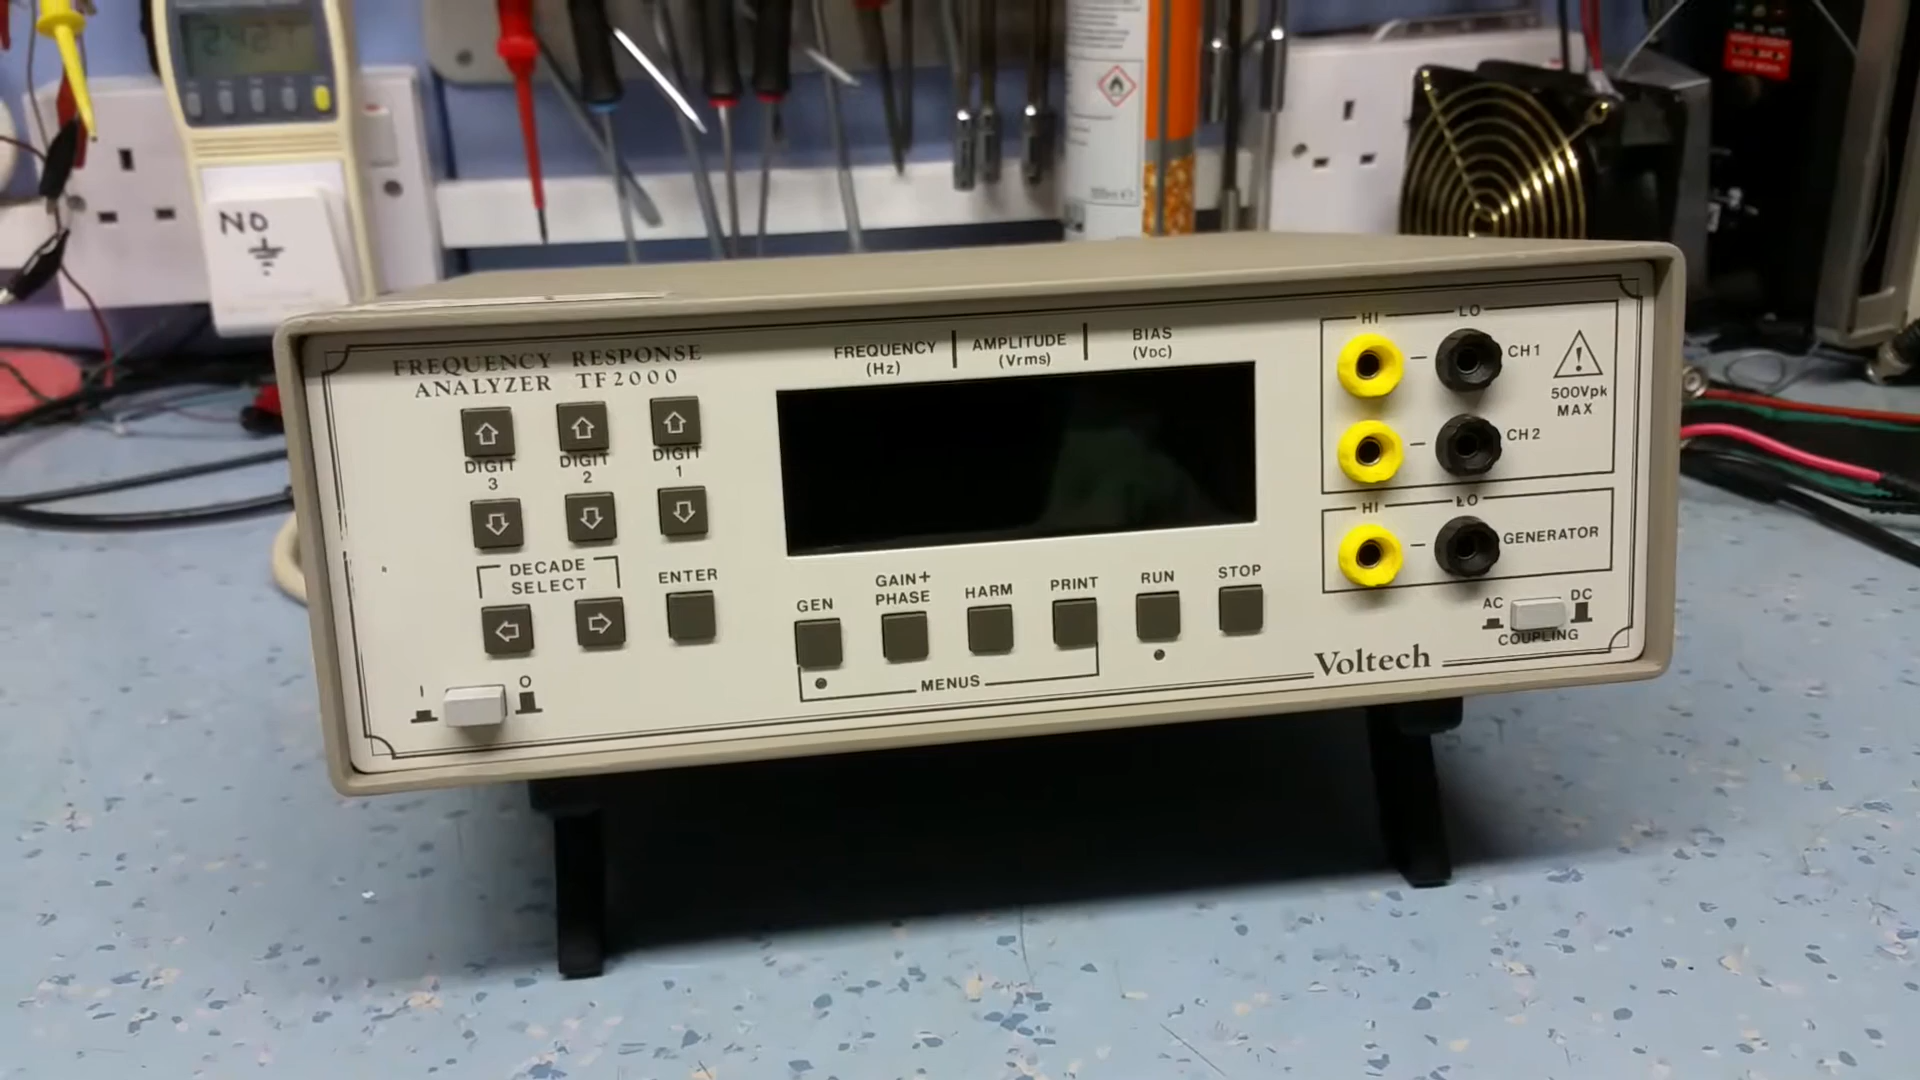 NO
FREQUENCY RESPONSE
ANALYZER TF2000
FREQUENCY
(Hz)
AMPLITUDE
(Vrms)
BIAS
(VDC)
HI
LO
CH1
CH2
500Vpk
MAX
HI
LO
GENERATOR
AC
DC
COUPLING
DIGIT
3
DIGIT
2
DIGIT
1
DECADE
SELECT
ENTER
GEN
GAIN+
PHASE
HARM
PRINT
RUN
STOP
MENUS
I
O
Voltech